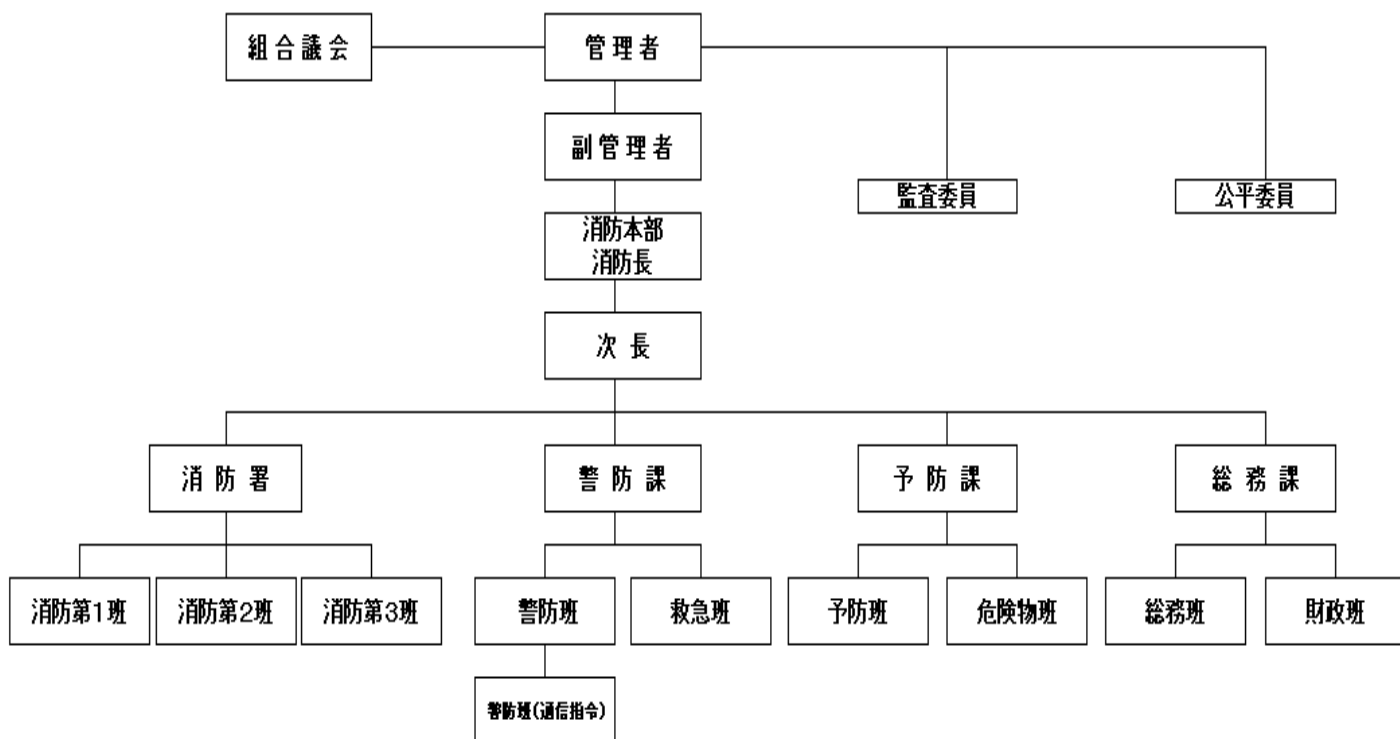 組合議会
管理者
副管理者
監査委員
公平委員
消防本部
消防長
次長
消防署
警防課
予防課
総務課
消防第1班
消防第2班
消防第3班
警防班
救急班
予防班
危険物班
総務班
財政班
警防班(通信指令)